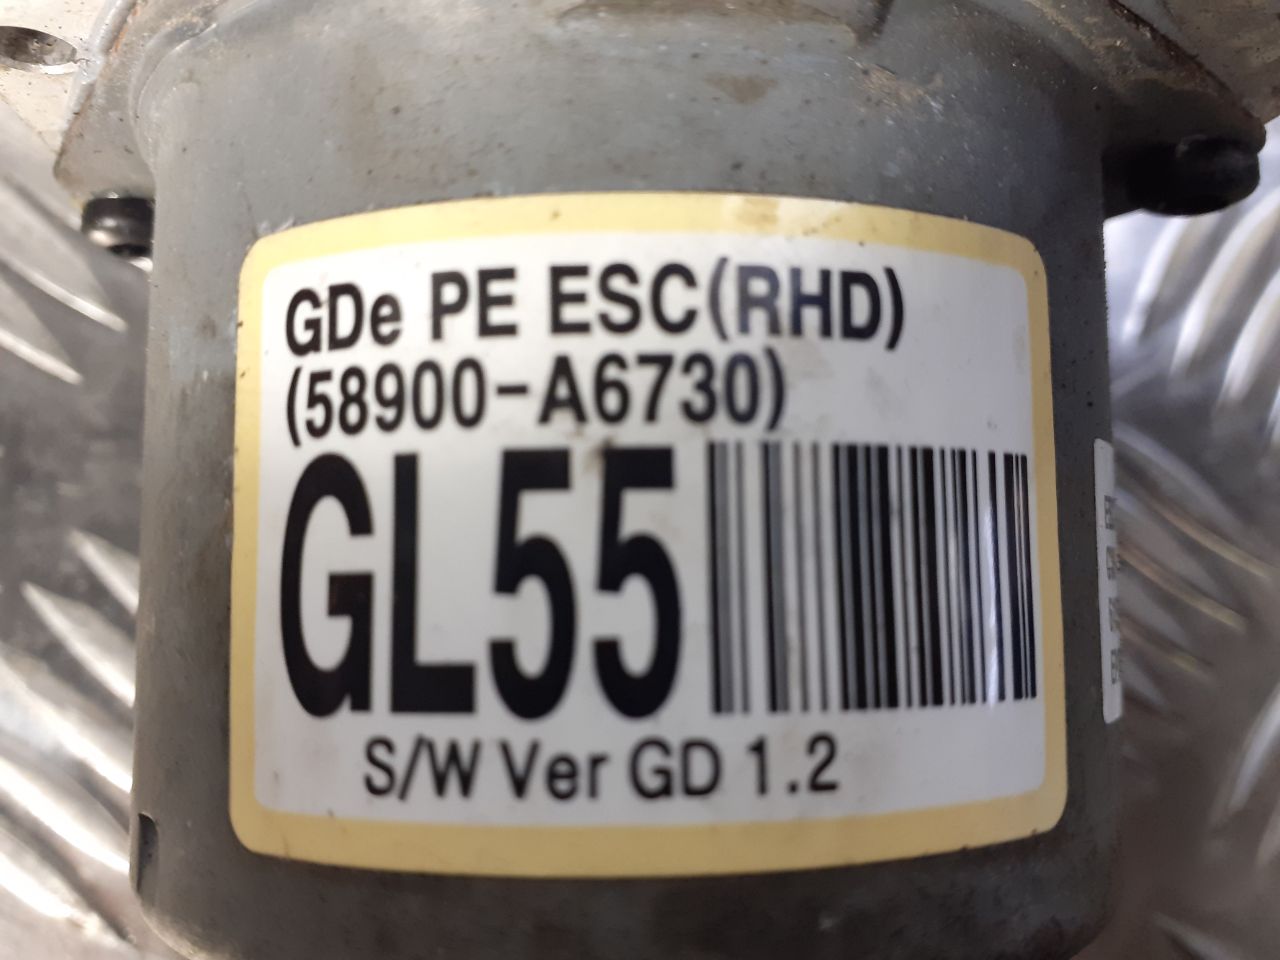 GDe PE ESC(RHD)
(58900-A6730)
GL55
S/W Ver GD 1.2